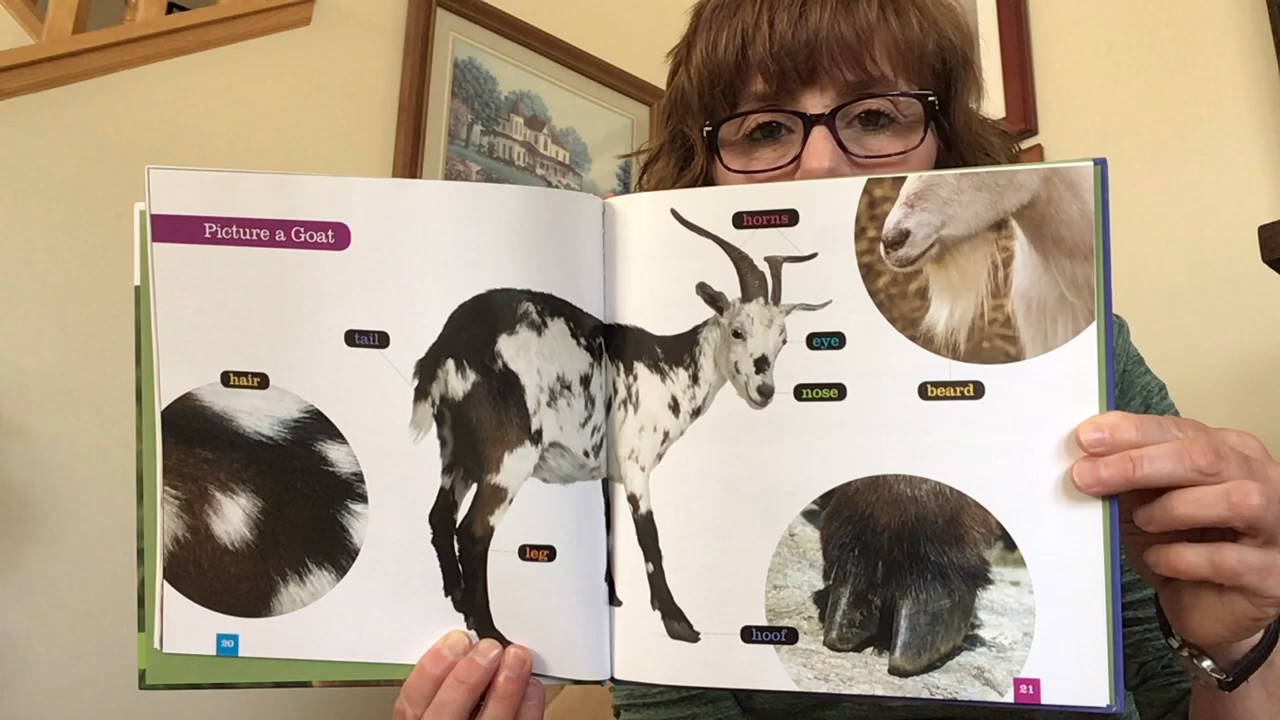 Picture a Goat
tail
hair
leg
20
horns
eye
nose
beard
hoof
21